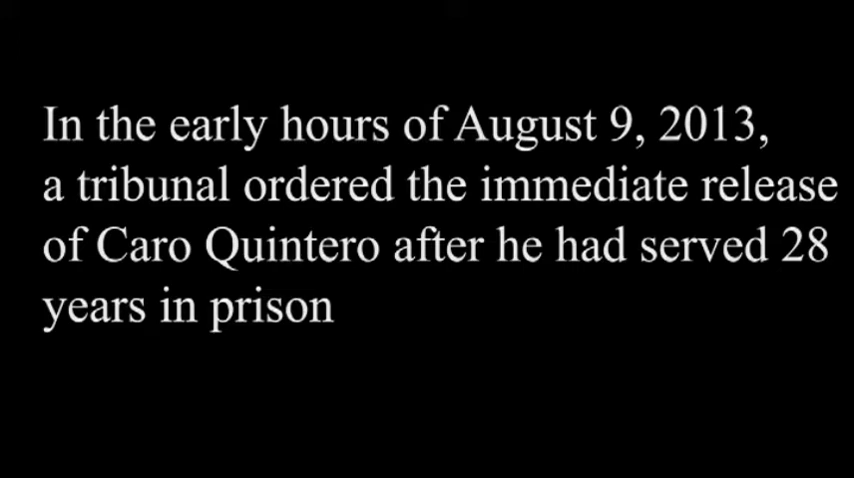 In the early hours of August 9, 2013,
a tribunal ordered the immediate release
of Caro Quintero after he had served 28
years in prison